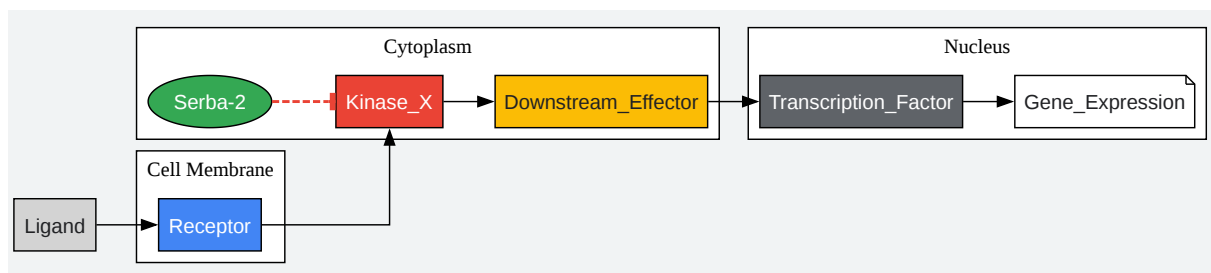 Cytoplasm
Nucleus
Serba-2
Kinase_X
Downstream_Effector
Transcription_Factor
Gene_Expression
Cell Membrane
Ligand
Receptor